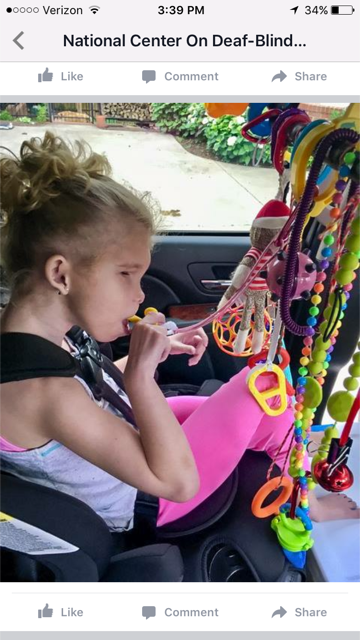 Verizon 3:39 PM 34%
National Center On Deaf-Blind...
Like Comment Share
Like Comment Share